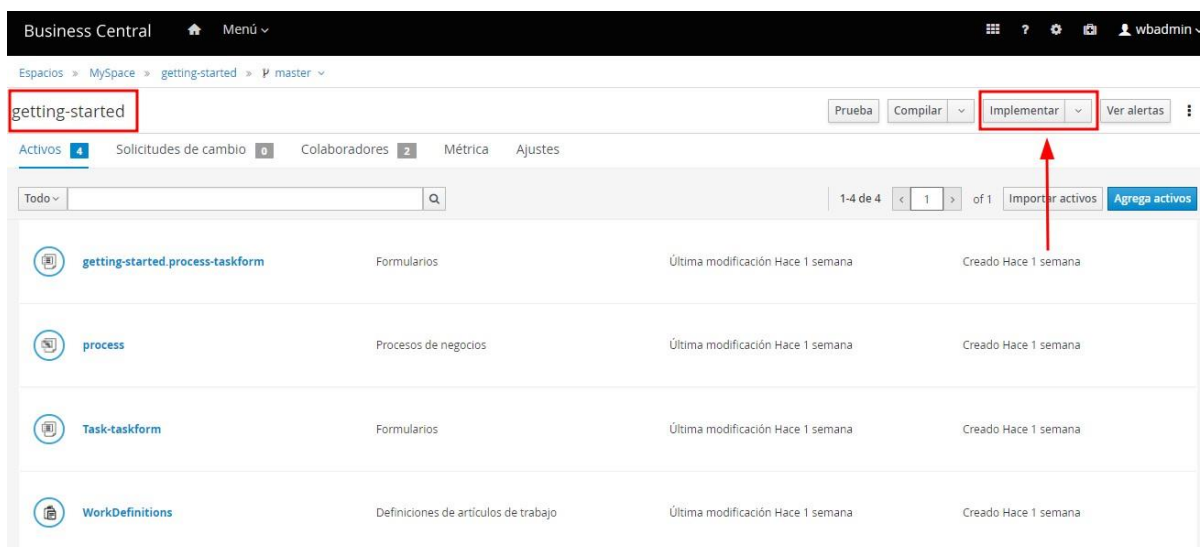 Business Central Menú ? wbadmin
Espacios » MySpace » getting-started » master
getting-started Prueba Compilar Implementar Ver alertas
Activos 4 Solicitudes de cambio 0 Colaboradores 2 Métrica Ajustes
Todo 1-4 de 4 < 1 > of 1 Importar activos Agrega activos
getting-started.process-taskform Formularios Última modificación Hace 1 semana Creado Hace 1 semana
process Procesos de negocios Última modificación Hace 1 semana Creado Hace 1 semana
Task-taskform Formularios Última modificación Hace 1 semana Creado Hace 1 semana
WorkDefinitions Definiciones de artículos de trabajo Última modificación Hace 1 semana Creado Hace 1 semana